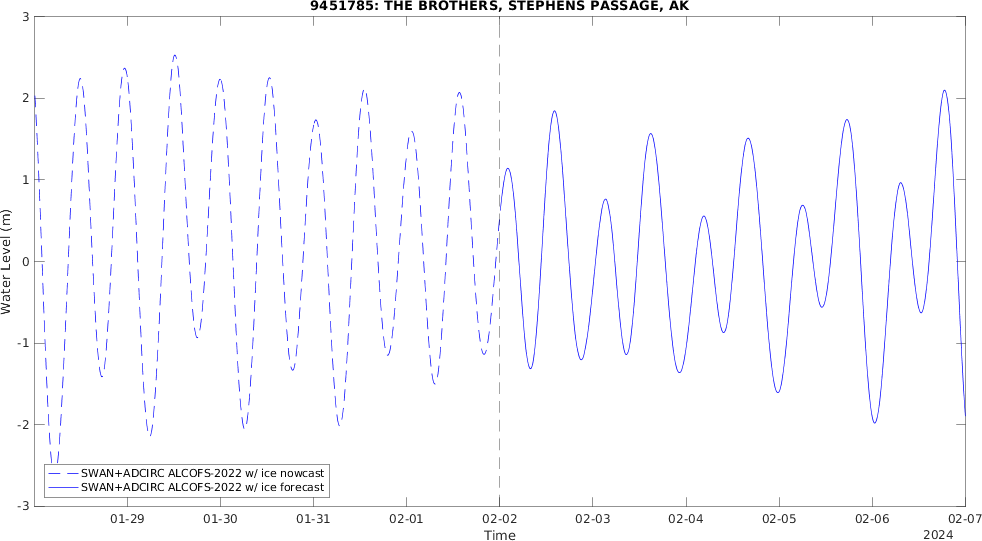 9451785: THE BROTHERS, STEPHENS PASSAGE, AK
3
2
1
0
-1
-2
-3
Water Level (m)
SWAN+ADCIRC ALCOFS-2022 w/ ice nowcast
SWAN+ADCIRC ALCOFS-2022 w/ ice forecast
01-29 01-30 01-31 02-01 02-02 02-03 02-04 02-05 02-06 02-07
Time
2024